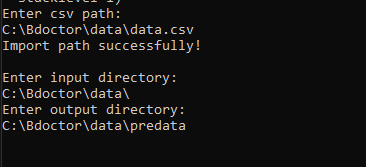 Enter csv path:
C:\Bdoctor\data\data.csv
Import path successfully!
Enter input directory:
C:\Bdoctor\data\
Enter output directory:
C:\Bdoctor\data\predata